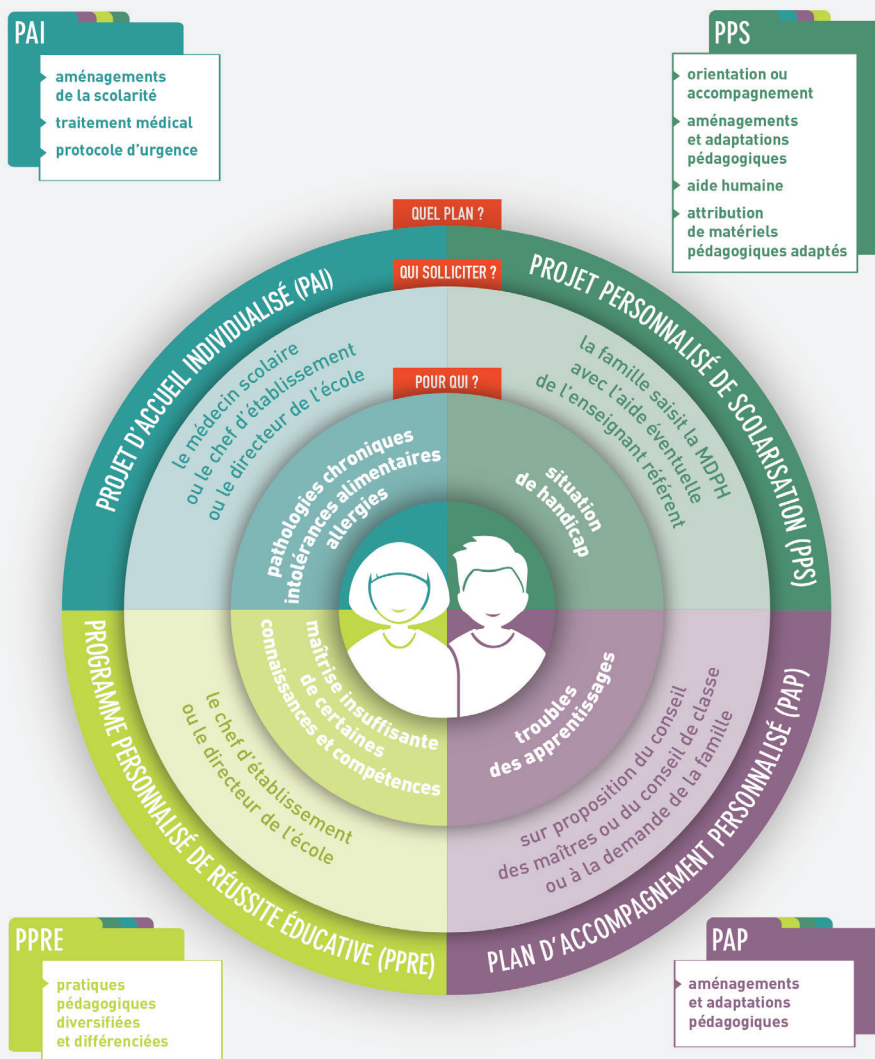 PAI
aménagements
de la scolarité
traitement médical
protocole d'urgence
PPS
orientation ou
accompagnement
aménagements
et adaptations
pédagogiques
aide humaine
attribution
de matériels
pédagogiques adaptés
QUEL PLAN ?
QUI SOLLICITER ?
POUR QUI ?
PROJET D'ACCUEIL INDIVIDUALISÉ (PAI)
le médecin scolaire
ou le chef d'établissement
ou le directeur de l'école
pathologies chroniques
intolérances alimentaires
allergies
PROJET PERSONNALISÉ DE SCOLARISATION (PPS)
la famille saisit la MDPH
avec l'aide éventuelle
de l'enseignant référent
situation
de handicap
PROGRAMME PERSONNALISÉ DE RÉUSSITE ÉDUCATIVE (PPRE)
le chef d'établissement
ou le directeur de l'école
maîtrise insuffisante
de certaines
connaissances et compétences
PLAN D'ACCOMPAGNEMENT PERSONNALISÉ (PAP)
sur proposition du conseil
des maîtres ou du conseil de classe
ou à la demande de la famille
troubles
des apprentissages
PPRE
pratiques
pédagogiques
diversifiées
et différenciées
PAP
aménagements
et adaptations
pédagogiques